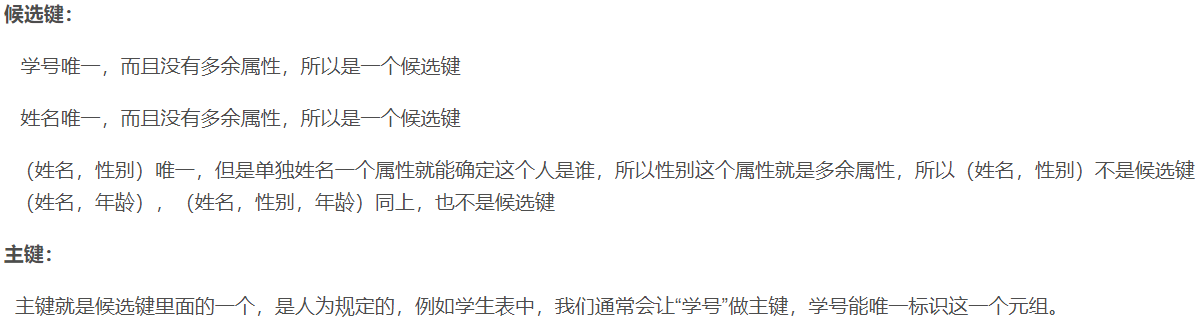 候选键：
学号唯一，而且没有多余属性，所以是一个候选键
姓名唯一，而且没有多余属性，所以是一个候选键
（姓名，性别）唯一，但是单独姓名一个属性就能确定这个人是谁，所以性别这个属性就是多余属性，所以（姓名，性别）不是候选键
（姓名，年龄），（姓名，性别，年龄）同上，也不是候选键
主键：
主键就是候选键里面的一个，是人为规定的，例如学生表中，我们通常会让“学号”做主键，学号能唯一标识这一个元组。